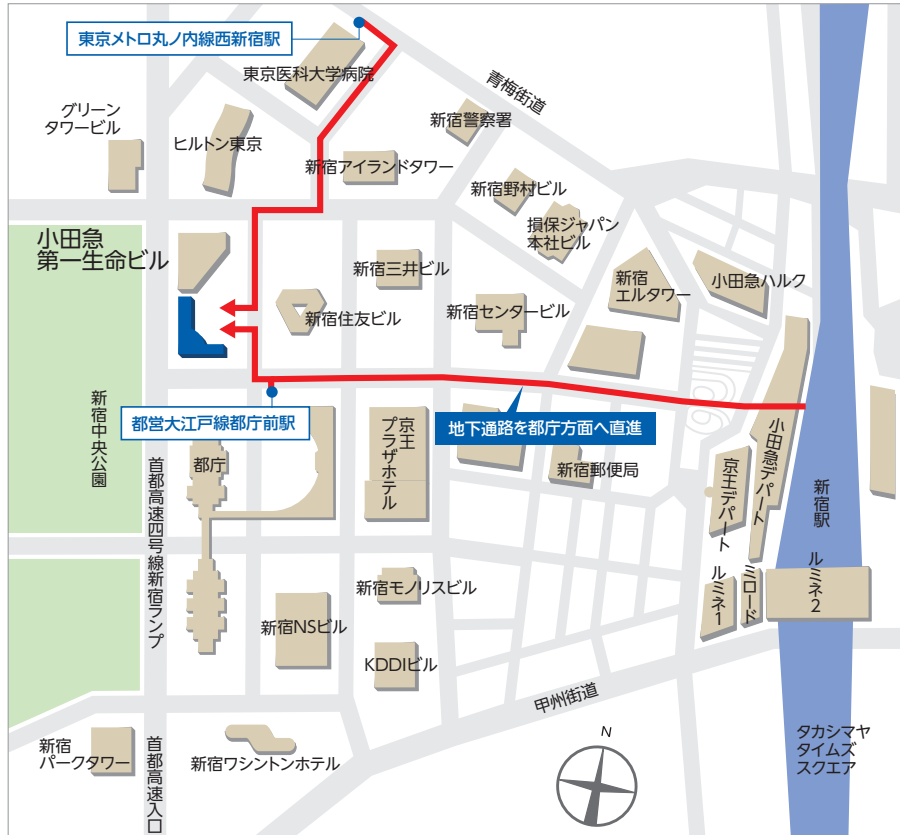 東京メトロ丸ノ内線西新宿駅
東京医科大学病院
青梅街道
グリーン
タワービル
ヒルトン東京
新宿警察署
新宿アイランドタワー
新宿野村ビル
損保ジャパン
本社ビル
小田急
第一生命ビル
新宿三井ビル
新宿
エルタワー
小田急ハルク
新宿住友ビル
新宿センタービル
都営大江戸線都庁前駅
地下通路を都庁方面へ直進
新宿中央公園
首都高速四号線新宿ランプ
都庁
京王
プラザホテル
新宿郵便局
京王デパート
小田急デパート
新宿駅
ルミネ1
ミロード
ルミネ2
新宿モノリスビル
新宿NSビル
KDDIビル
甲州街道
新宿
パークタワー
首都高速入口
新宿ワシントンホテル
N
タカシマヤ
タイムズ
スクエア